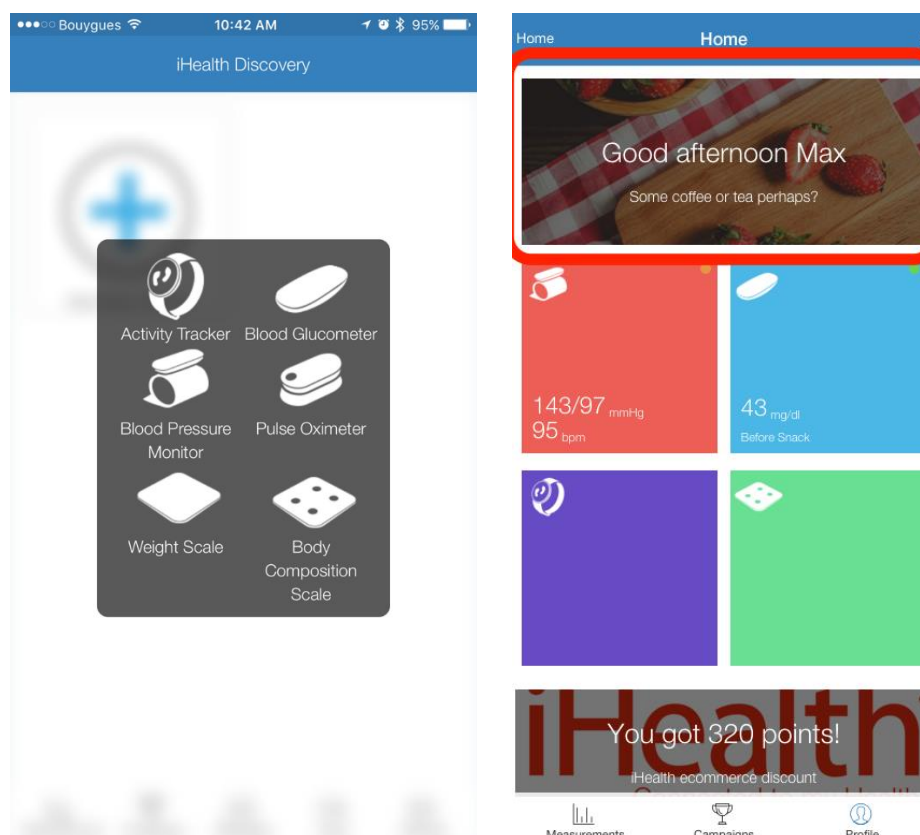 Bouygues 10:42 AM 95%
iHealth Discovery
Activity Tracker Blood Glucometer
Blood Pressure Monitor
Pulse Oximeter
Weight Scale
Body Composition Scale
Home Home
Good afternoon Max
Some coffee or tea perhaps?
143/97 mmHg
95 bpm
43 mg/dl
Before Snack
iHealth
You got 320 points!
iHealth ecommerce discount
Measurements Campaigns Profile